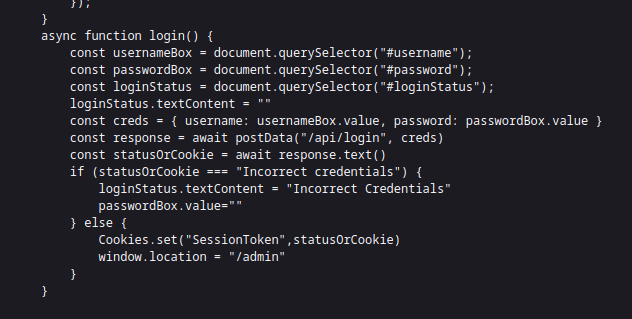 });
}
async function login() {
const usernameBox = document.querySelector("#username");
const passwordBox = document.querySelector("#password");
const loginStatus = document.querySelector("#loginStatus");
loginStatus.textContent = ""
const creds = { username: usernameBox.value, password: passwordBox.value }
const response = await postData("/api/login", creds)
const statusOrCookie = await response.text()
if (statusOrCookie === "Incorrect credentials") {
loginStatus.textContent = "Incorrect Credentials"
passwordBox.value=""
} else {
Cookies.set("SessionToken",statusOrCookie)
window.location = "/admin"
}
}